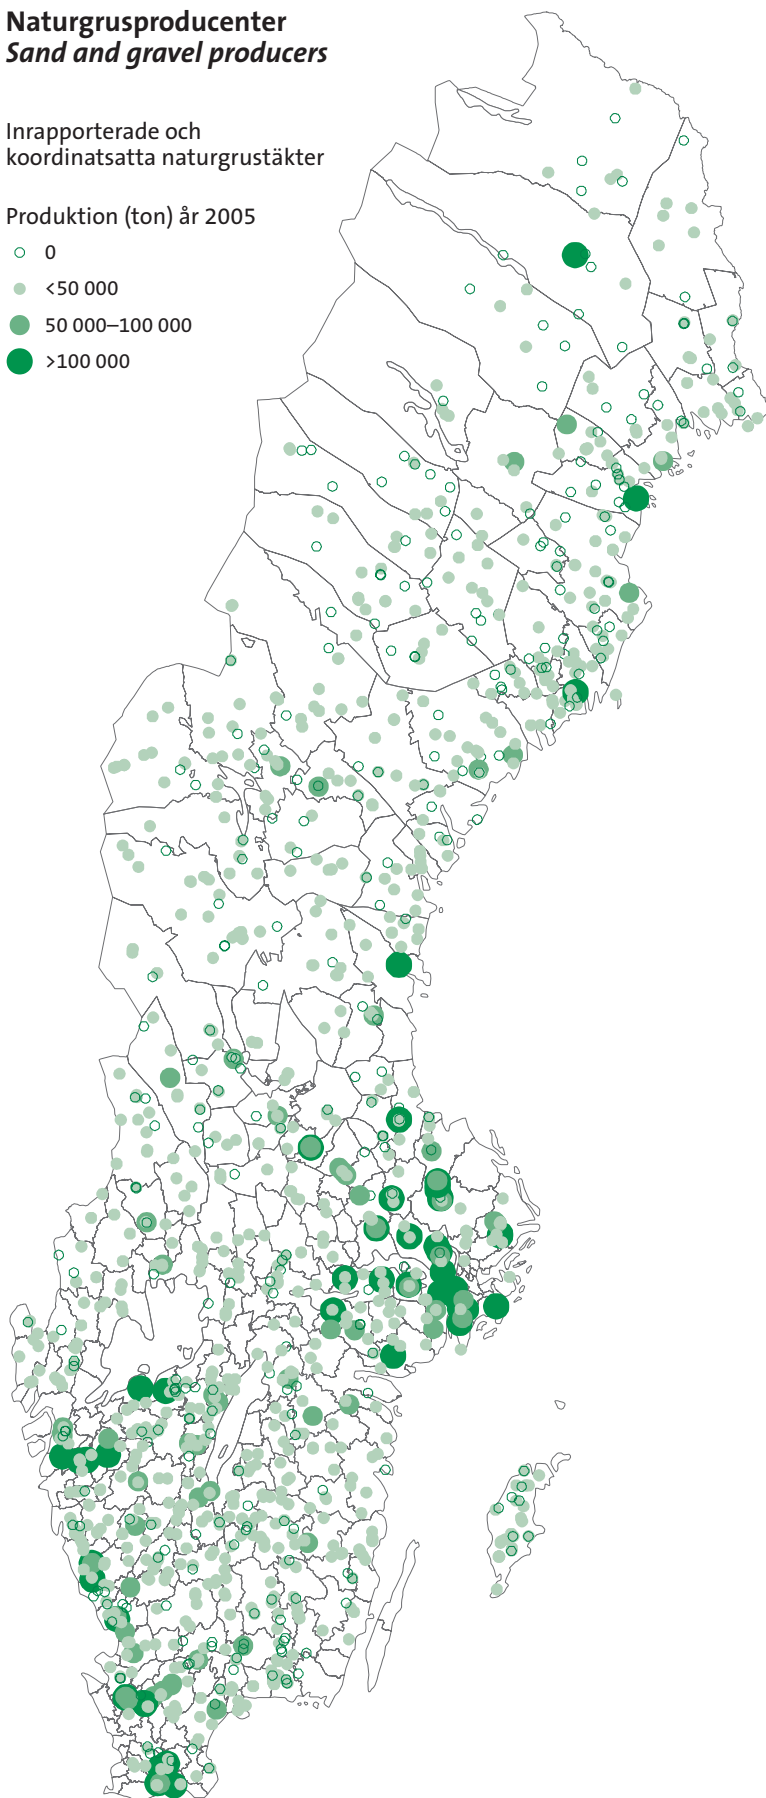 Naturgrusproducenter
Sand and gravel producers
Inrapporterade och
koordinatsatta naturgrustäkter
Produktion (ton) år 2005
0
<50 000
50 000–100 000
>100 000